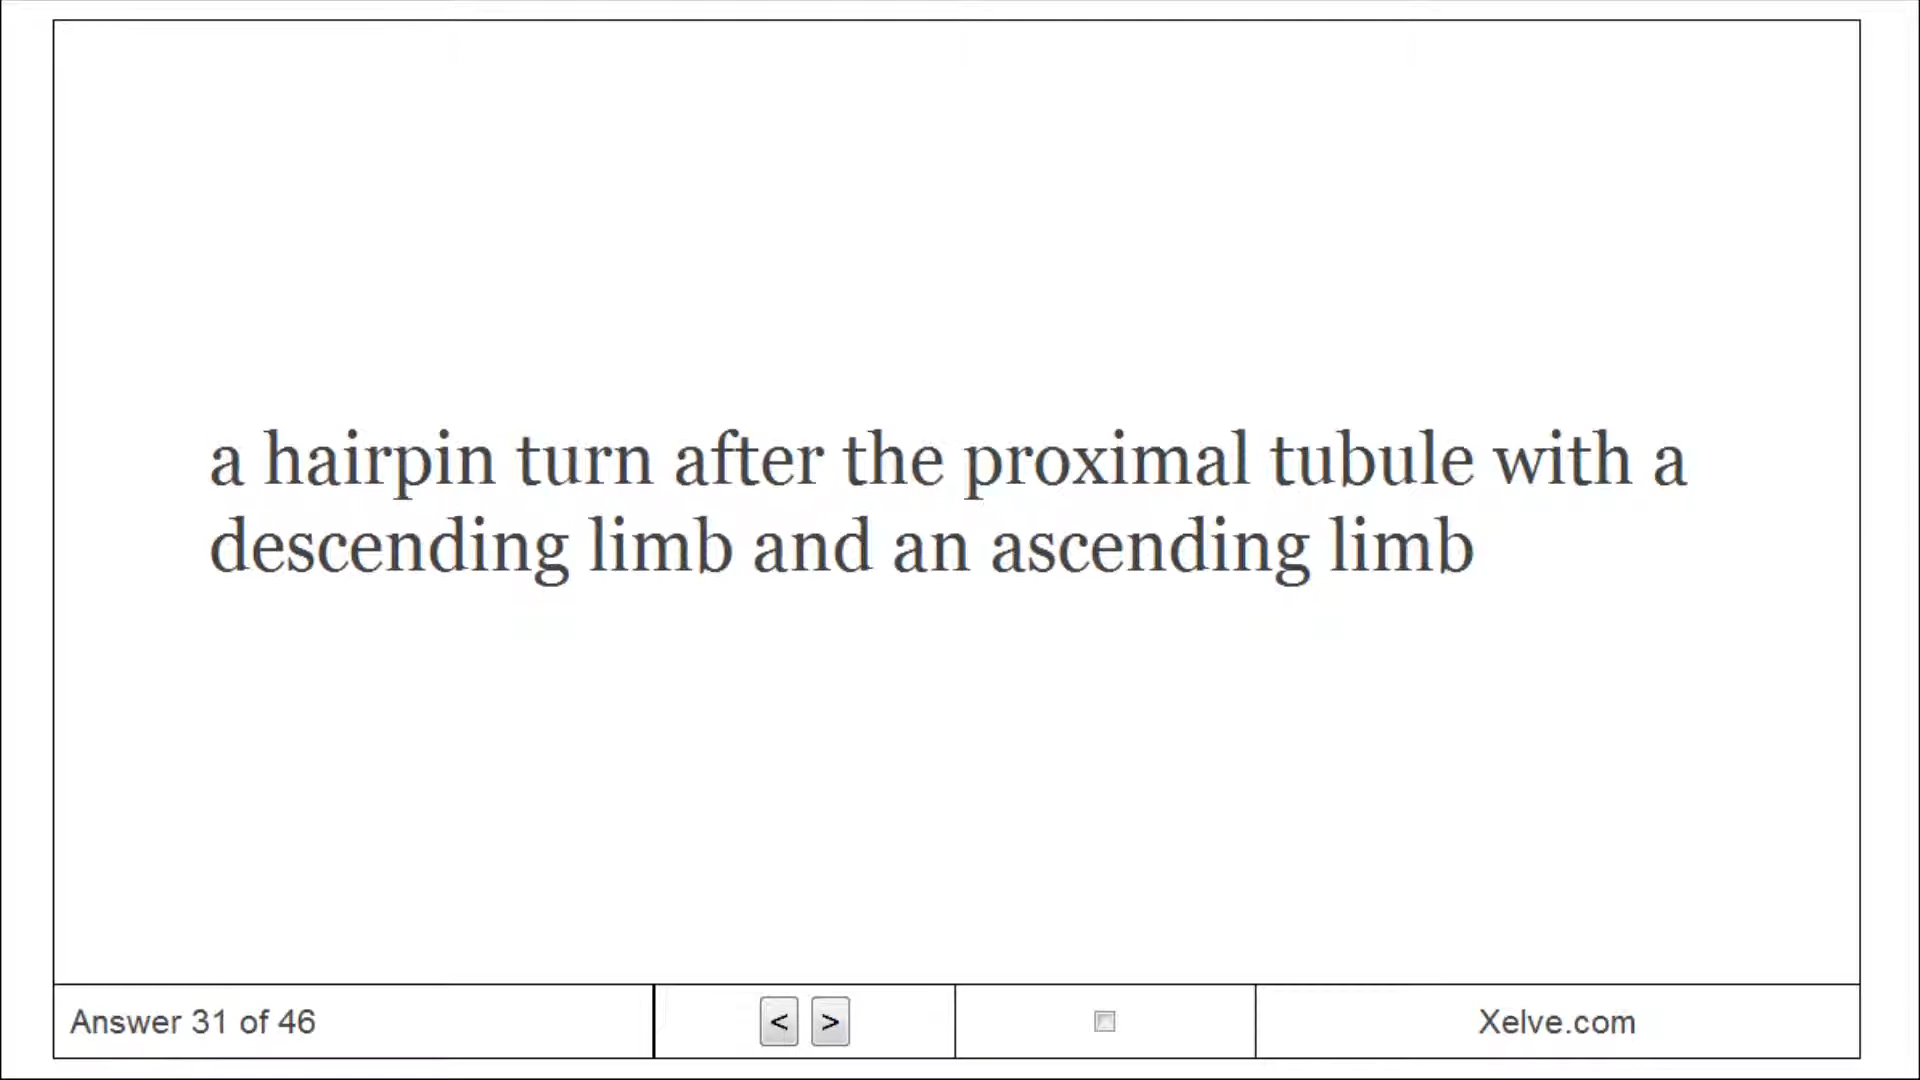 a hairpin turn after the proximal tubule with a
descending limb and an ascending limb
Answer 31 of 46
< >
Xelve.com